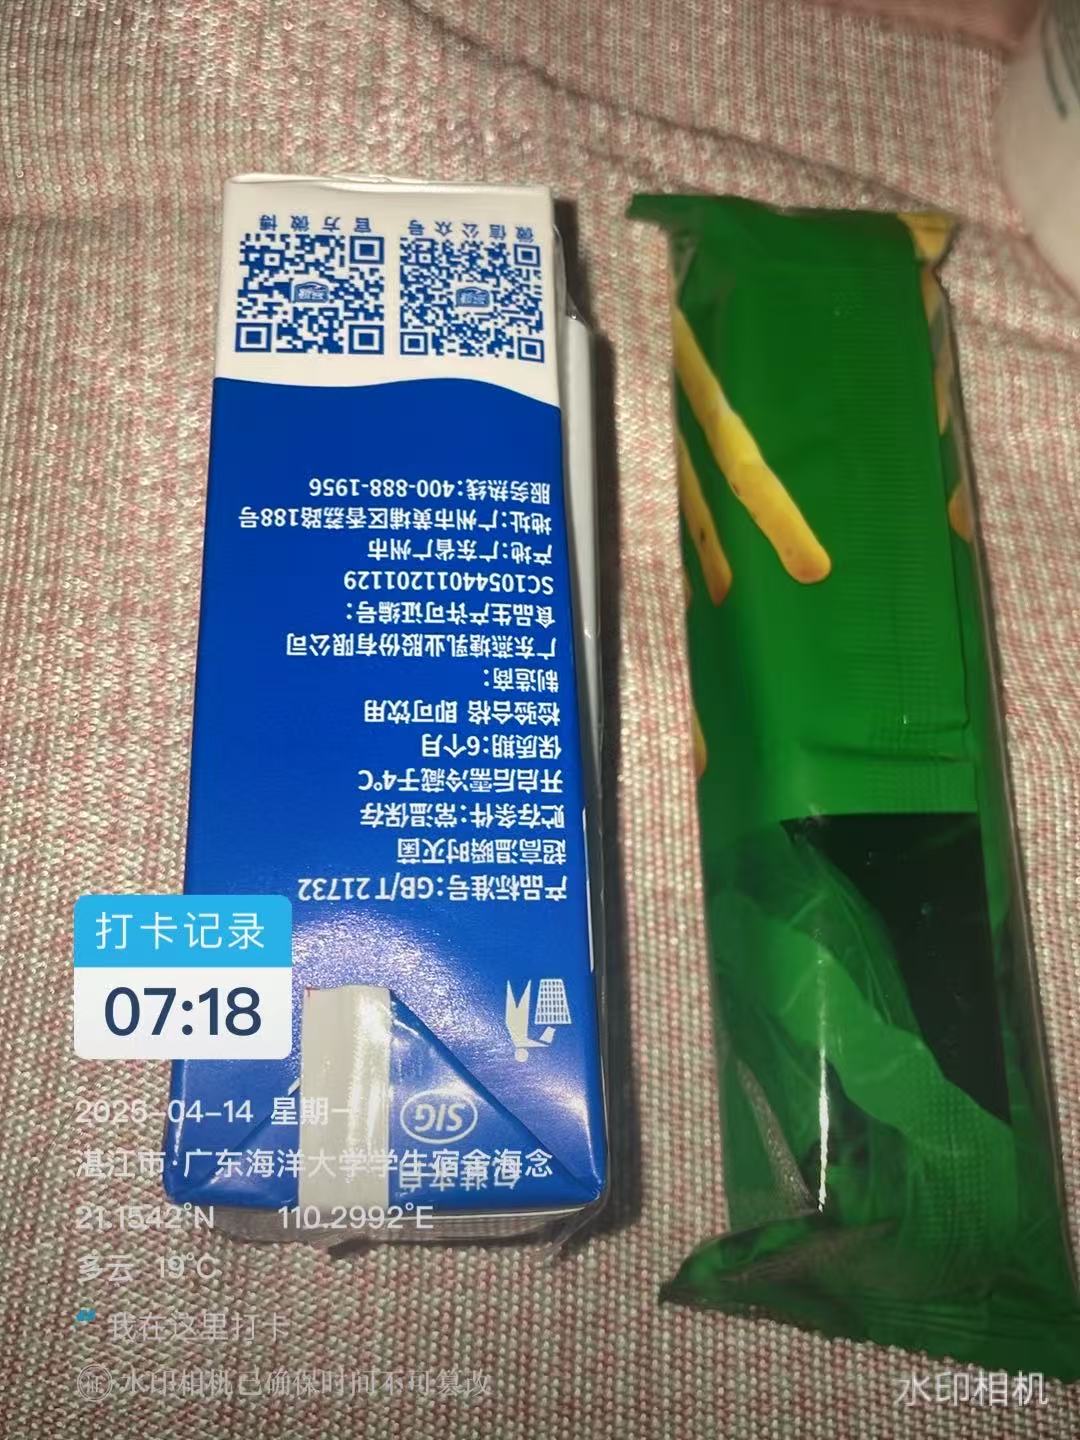 官方微博
微信公众号
产品标准号:GB/T 21732
超高温瞬时灭菌
贮存条件:常温保存
开启后需冷藏于4℃
保质期:6个月
检验合格 即可饮用
制造商:
广东燕塘乳业股份有限公司
食品生产许可证编号:
SC10544011201129
产地:广东省广州市
地址:广州市黄埔区香荔路188号
服务热线:400-888-1956
SIG
包装来自
打卡记录
07:18
2025-04-14 星期一
湛江市·广东海洋大学学生宿舍海念
21.1542°N 110.2992°E
多云 19℃
我在这里打卡
证 水印相机已确保时间不可篡改
水印相机